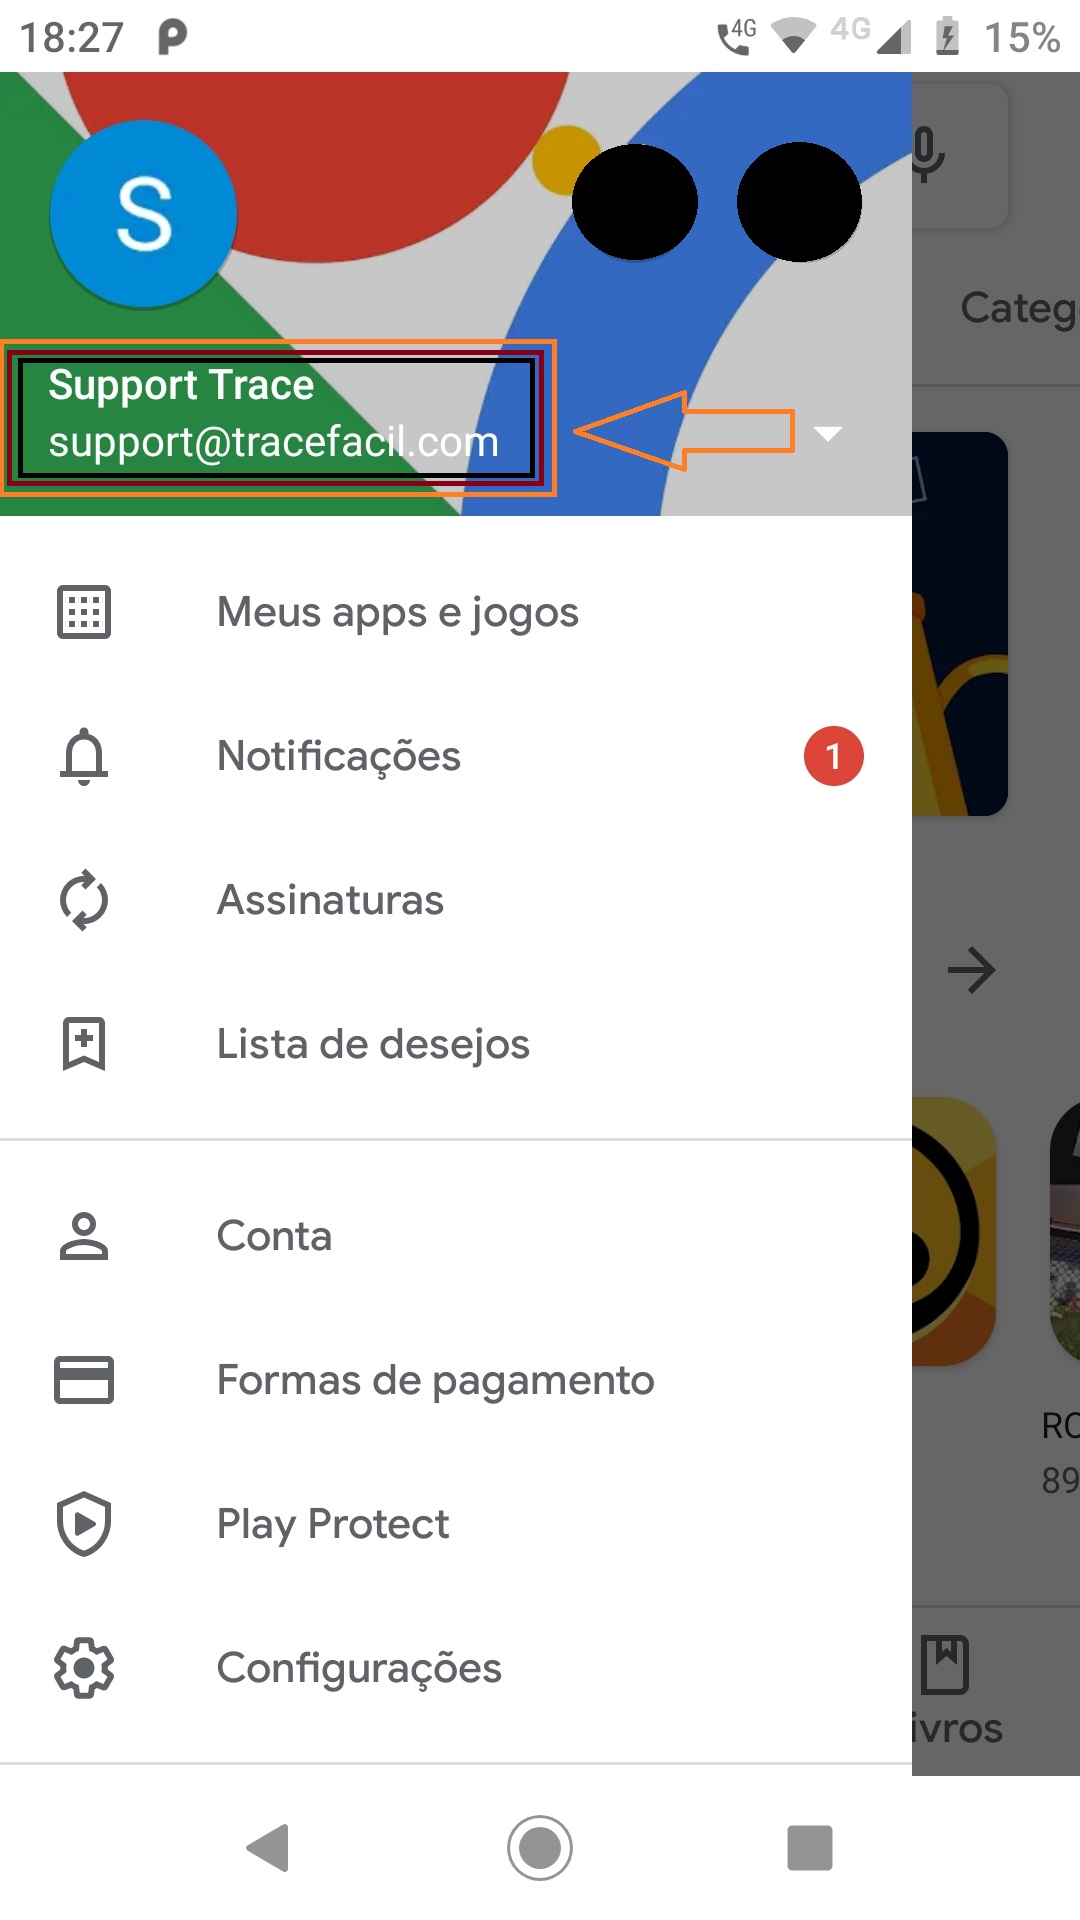 18:27
4G
4G
15%
S
Categ
Support Trace
support@tracefacil.com
Meus apps e jogos
Notificações
1
Assinaturas
Lista de desejos
Conta
Formas de pagamento
RO
89
Play Protect
Configurações
ivros